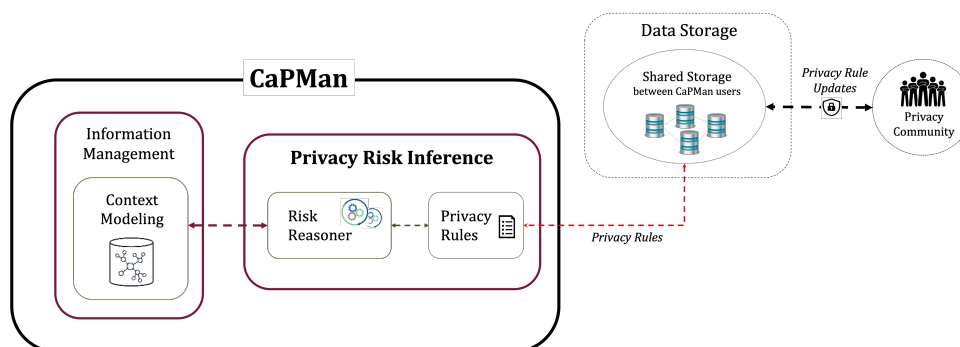 CaPMan
Information
Management
Context
Modeling
Privacy Risk Inference
Risk
Reasoner
Privacy
Rules
Privacy Rules
Data Storage
Shared Storage
between CaPMan users
Privacy Rule
Updates
Privacy
Community